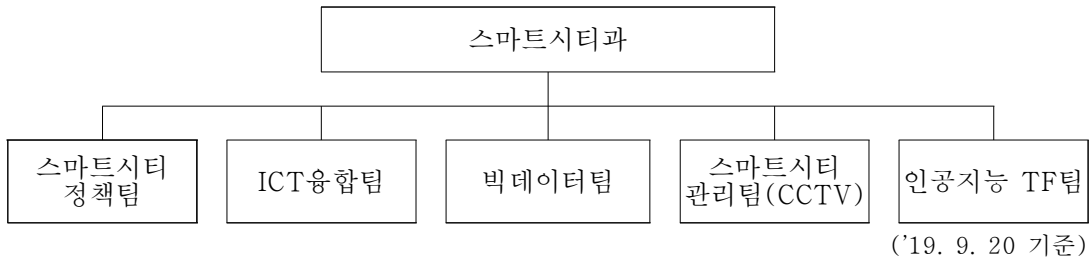 스마트시티과
스마트시티
정책팀
ICT융합팀
빅데이터팀
스마트시티
관리팀(CCTV)
인공지능 TF팀
('19. 9. 20 기준)